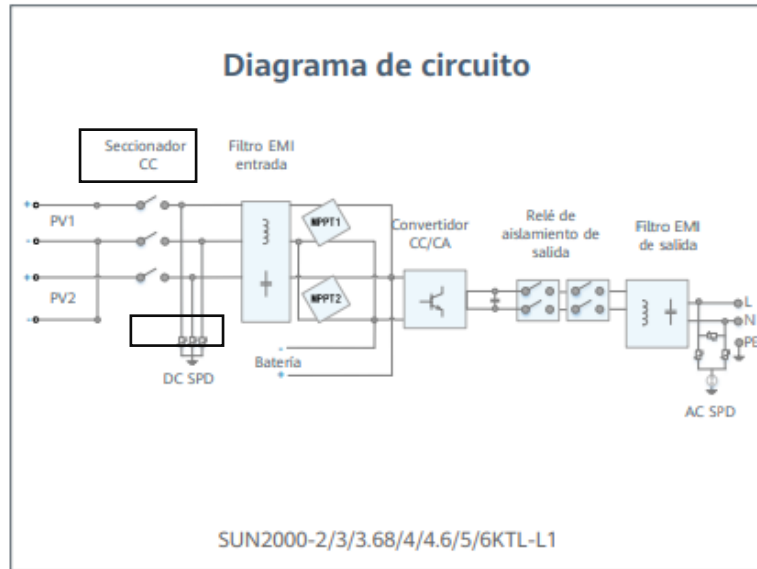 Diagrama de circuito
Seccionador
CC
Filtro EMI
entrada
+
PV1
-
+
PV2
-
MPPT1
MPPT2
Convertidor
CC/CA
Relé de
aislamiento de
salida
Filtro EMI
de salida
L
N
PE
-
Batería
+
DC SPD
AC SPD
SUN2000-2/3/3.68/4/4.6/5/6KTL-L1